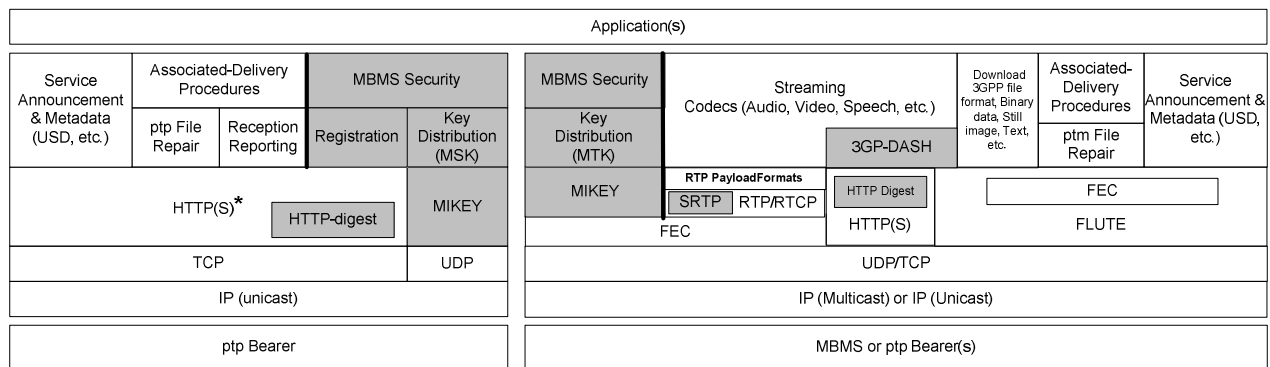 Application(s)
Service
Announcement
& Metadata
(USD, etc.)
Associated-Delivery
Procedures
ptp File
Repair
Reception
Reporting
MBMS Security
Registration
Key
Distribution
(MSK)
HTTP(S)*
HTTP-digest
MIKEY
TCP
UDP
IP (unicast)
ptp Bearer
MBMS Security
Key
Distribution
(MTK)
MIKEY
Streaming
Codecs (Audio, Video, Speech, etc.)
3GP-DASH
Download
3GPP file
format, Binary
data, Still
image, Text,
etc.
Associated-
Delivery
Procedures
ptm File
Repair
Service
Announcement &
Metadata (USD,
etc.)
RTP PayloadFormats
SRTP
RTP/RTCP
FEC
HTTP Digest
HTTP(S)
FEC
FLUTE
UDP/TCP
IP (Multicast) or IP (Unicast)
MBMS or ptp Bearer(s)